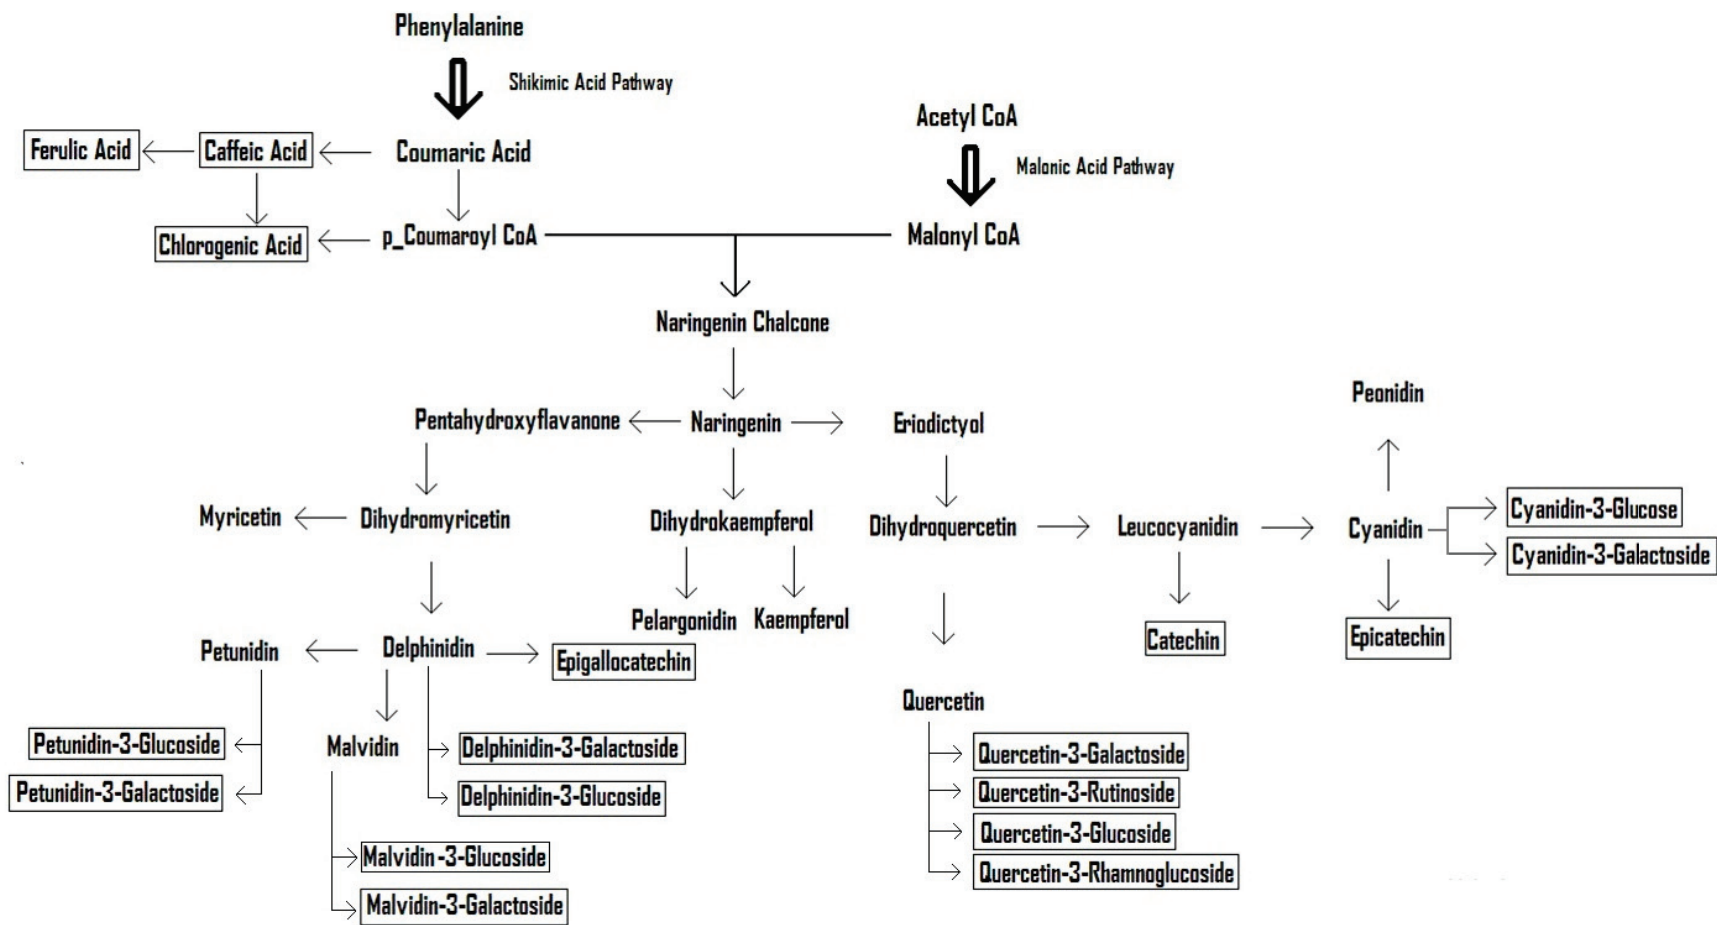 Phenylalanine
Shikimic Acid Pathway
Acetyl CoA
Ferulic Acid
Caffeic Acid
Coumaric Acid
Malonic Acid Pathway
Chlorogenic Acid
p_Coumaroyl CoA
Malonyl CoA
Naringenin Chalcone
Peonidin
Pentahydroxyflavanone
Naringenin
Eriodictyol
Myricetin
Dihydromyricetin
Dihydrokaempferol
Dihydroquercetin
Leucocyanidin
Cyanidin
Cyanidin-3-Glucose
Cyanidin-3-Galactoside
Pelargonidin
Kaempferol
Catechin
Epicatechin
Petunidin
Delphinidin
Epigallocatechin
Quercetin
Petunidin-3-Glucoside
Malvidin
Delphinidin-3-Galactoside
Quercetin-3-Galactoside
Petunidin-3-Galactoside
Delphinidin-3-Glucoside
Quercetin-3-Rutinoside
Quercetin-3-Glucoside
Malvidin-3-Glucoside
Quercetin-3-Rhamnoglucoside
Malvidin-3-Galactoside